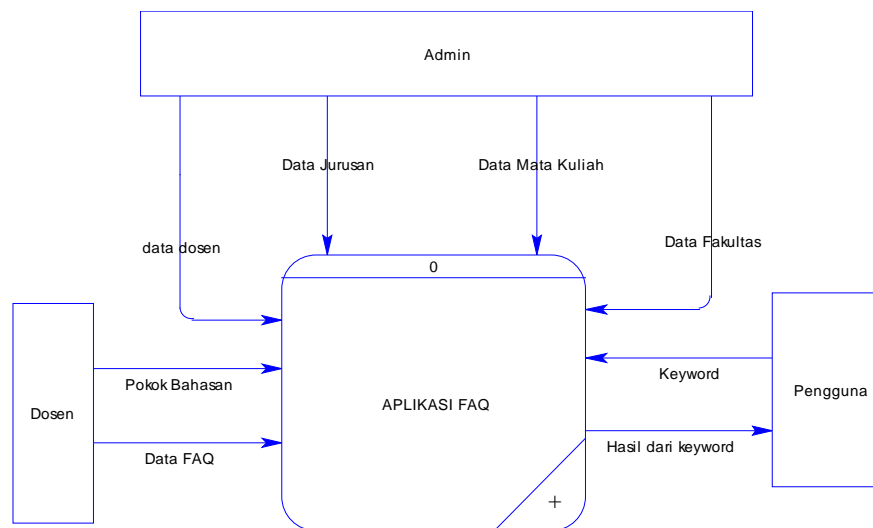 Admin
Data Jurusan
Data Mata Kuliah
data dosen
Data Fakultas
0
Pokok Bahasan
Keyword
Dosen
APLIKASI FAQ
Pengguna
Data FAQ
Hasil dari keyword
+